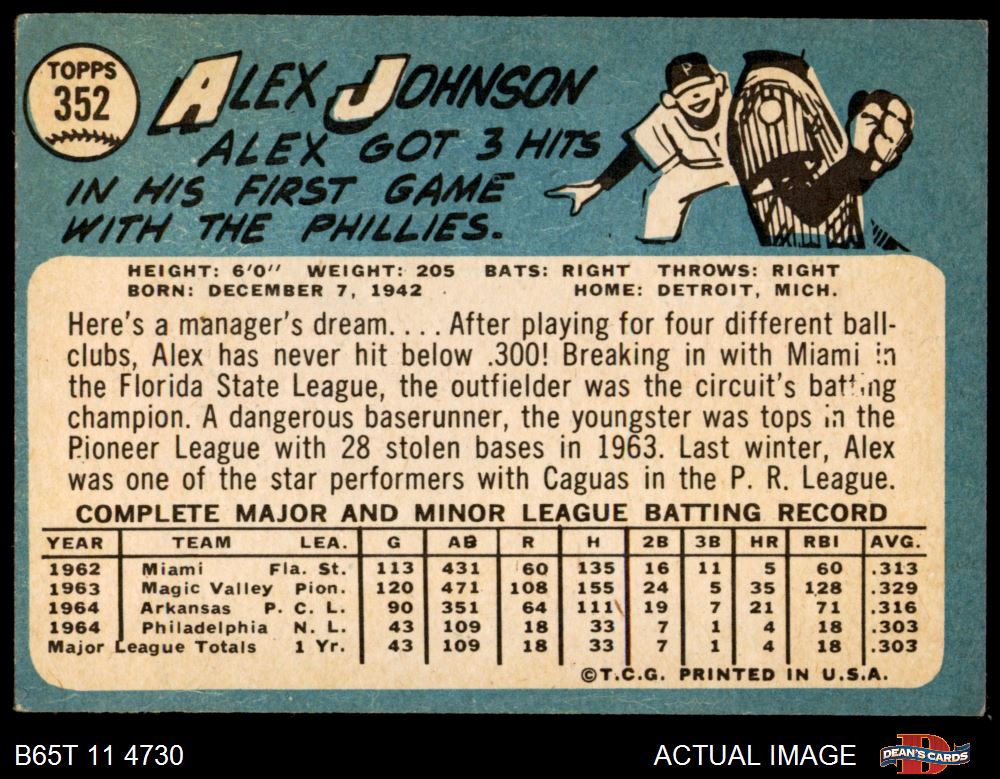 TOPPS
352
ALEX JOHNSON
ALEX GOT 3 HITS
IN HIS FIRST GAME
WITH THE PHILLIES.
P
HEIGHT: 6'0" WEIGHT: 205 BATS: RIGHT THROWS: RIGHT
BORN: DECEMBER 7, 1942 HOME: DETROIT, MICH.
Here's a manager's dream.... After playing for four different ball-
clubs, Alex has never hit below .300! Breaking in with Miami in
the Florida State League, the outfielder was the circuit's batting
champion. A dangerous baserunner, the youngster was tops in the
Pioneer League with 28 stolen bases in 1963. Last winter, Alex
was one of the star performers with Caguas in the P. R. League.
COMPLETE MAJOR AND MINOR LEAGUE BATTING RECORD
YEAR TEAM LEA. G AB R H 2B 3B HR RBI AVG.
1962 Miami Fla. St. 113 431 60 135 16 11 5 60 .313
1963 Magic Valley Pion. 120 471 108 155 24 5 35 128 .329
1964 Arkansas P. C. L. 90 351 64 111 19 7 21 71 .316
1964 Philadelphia N. L. 43 109 18 33 7 1 4 18 .303
Major League Totals 1 Yr. 43 109 18 33 7 1 4 18 .303
©T.C.G. PRINTED IN U.S.A.
B65T 11 4730 ACTUAL IMAGE DEAN'S CARDS